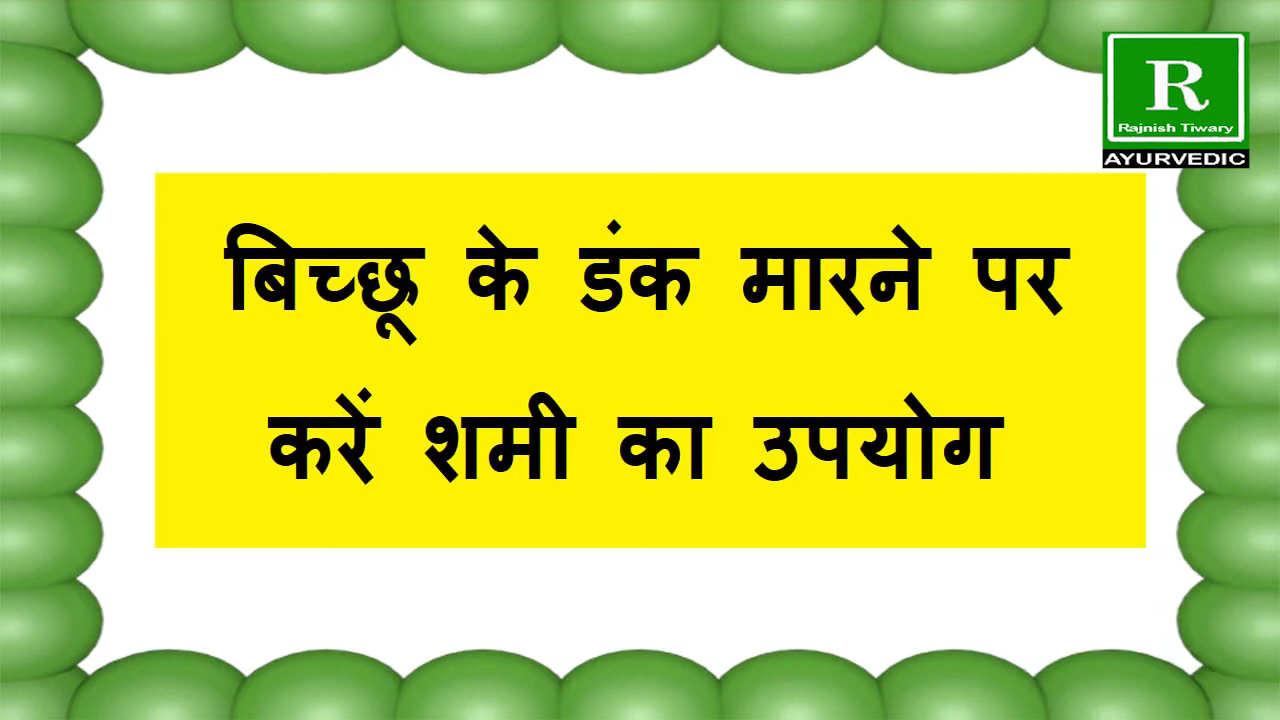 R
Rajnish Tiwary
AYURVEDIC
बिच्छू के डंक मारने पर
करें शमी का उपयोग